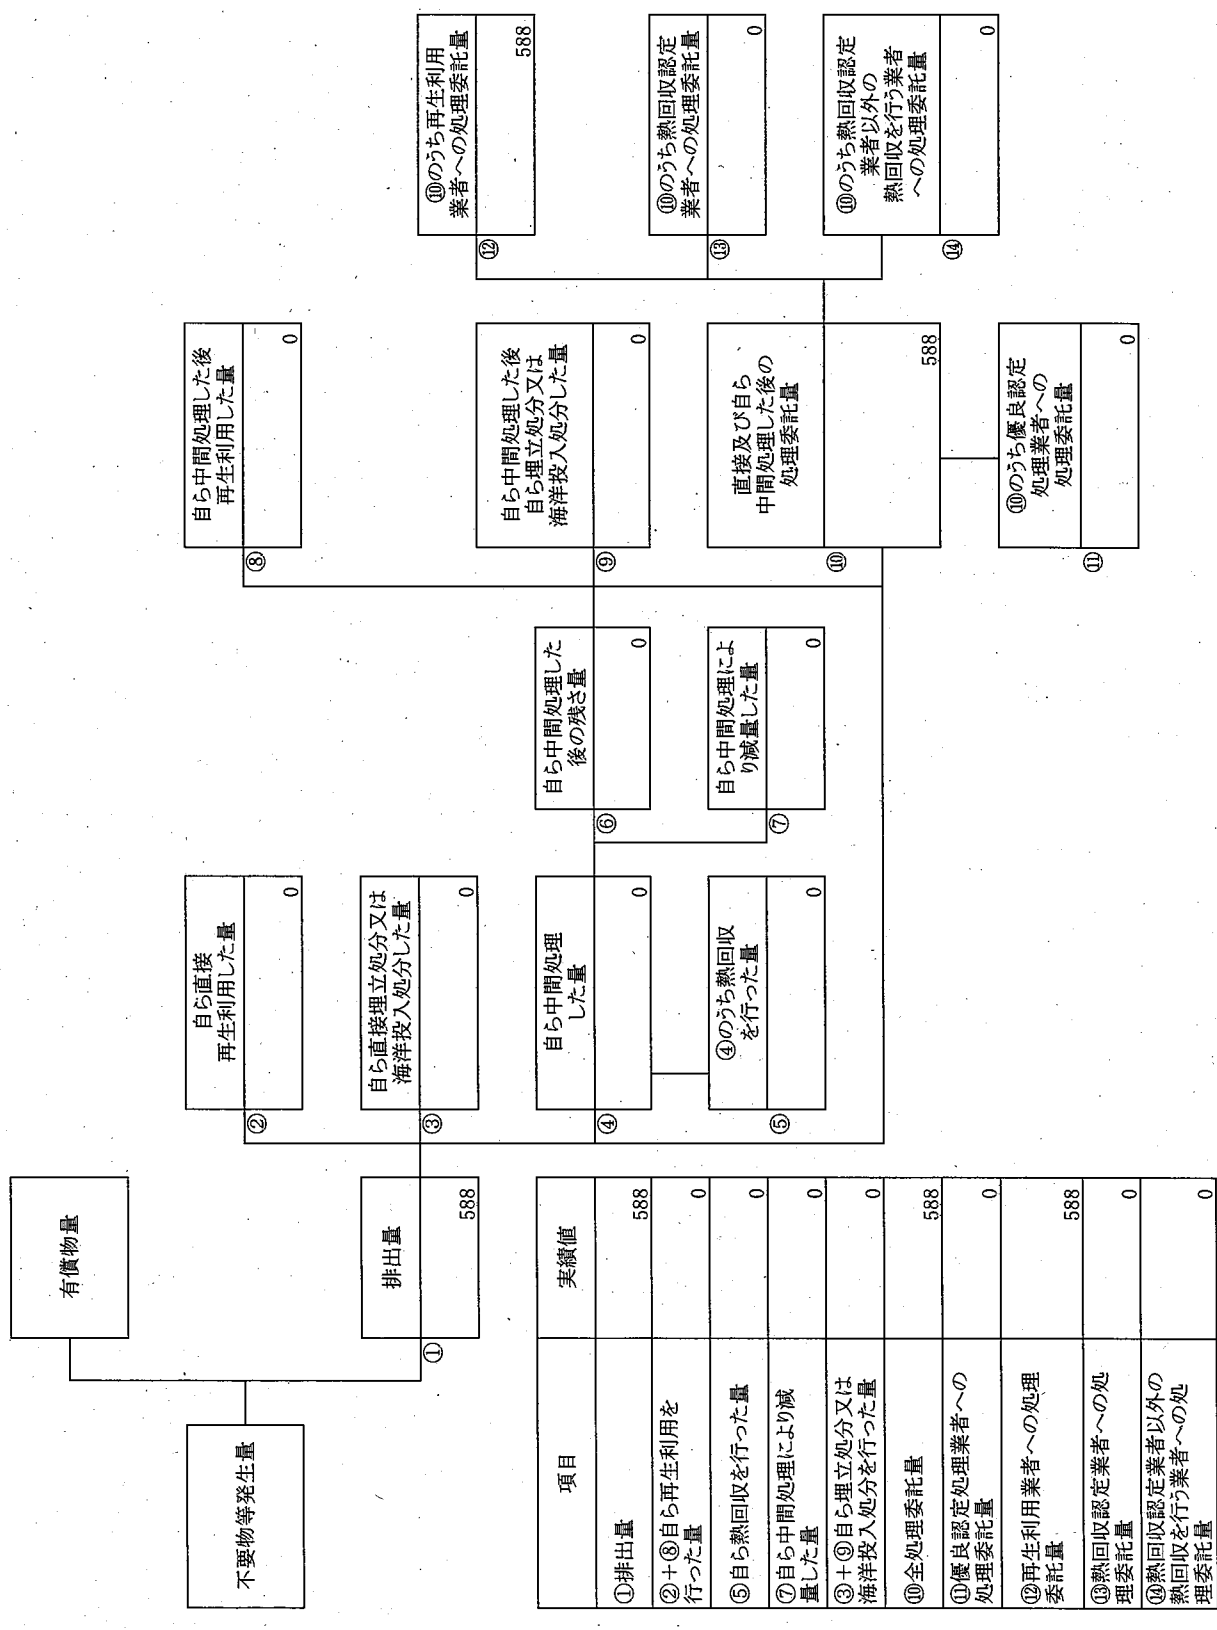 不要物等発生量
有償物量
排出量
①
588
自ら直接
再生利用した量
②
0
自ら直接埋立処分又は
海洋投入処分した量
③
0
自ら中間処理
した量
④
0
④のうち熱回収
を行った量
⑤
0
自ら中間処理した
後の残さ量
⑥
0
自ら中間処理によ
り減量した量
⑦
0
自ら中間処理した後
再生利用した量
⑧
0
自ら中間処理した後
自ら埋立処分又は
海洋投入処分した量
⑨
0
直接及び自ら
中間処理した後の
処理委託量
⑩
588
⑩のうち優良認定
処理業者への
処理委託量
⑪
0
⑩のうち再生利用
業者への処理委託量
⑫
588
⑩のうち熱回収認定
業者への処理委託量
⑬
0
⑩のうち熱回収認定
業者以外の
熱回収を行う業者
への処理委託量
⑭
0
項目
実績値
①排出量
588
②+⑧自ら再生利用を
行った量
0
⑤自ら熱回収を行った量
0
⑦自ら中間処理により減
量した量
0
③+⑨自ら埋立処分又は
海洋投入処分を行った量
0
⑩全処理委託量
588
⑪優良認定処理業者への
処理委託量
0
⑫再生利用業者への処理
委託量
588
⑬熱回収認定業者への処
理委託量
0
⑭熱回収認定業者以外の
熱回収を行う業者への処
理委託量
0